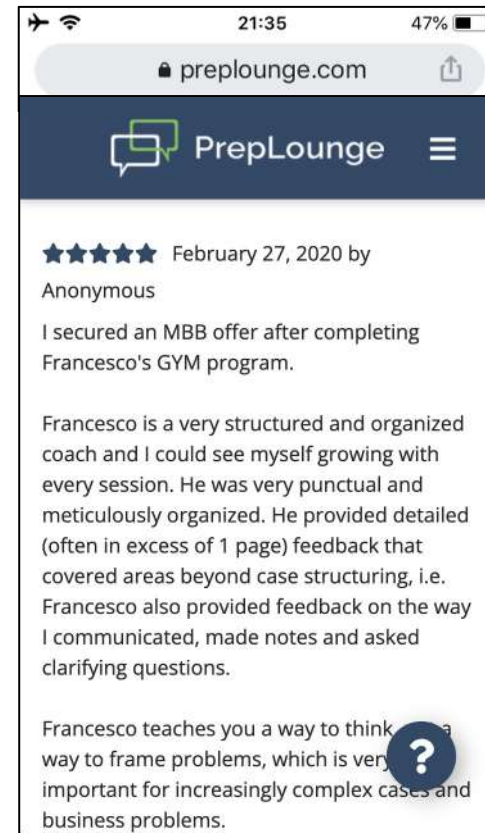 21:35
47%
preplounge.com
PrepLounge
February 27, 2020 by
Anonymous
I secured an MBB offer after completing
Francesco's GYM program.
Francesco is a very structured and organized
coach and I could see myself growing with
every session. He was very punctual and
meticulously organized. He provided detailed
(often in excess of 1 page) feedback that
covered areas beyond case structuring, i.e.
Francesco also provided feedback on the way
I communicated, made notes and asked
clarifying questions.
Francesco teaches you a way to think a
way to frame problems, which is very
important for increasingly complex cases and
business problems.
?